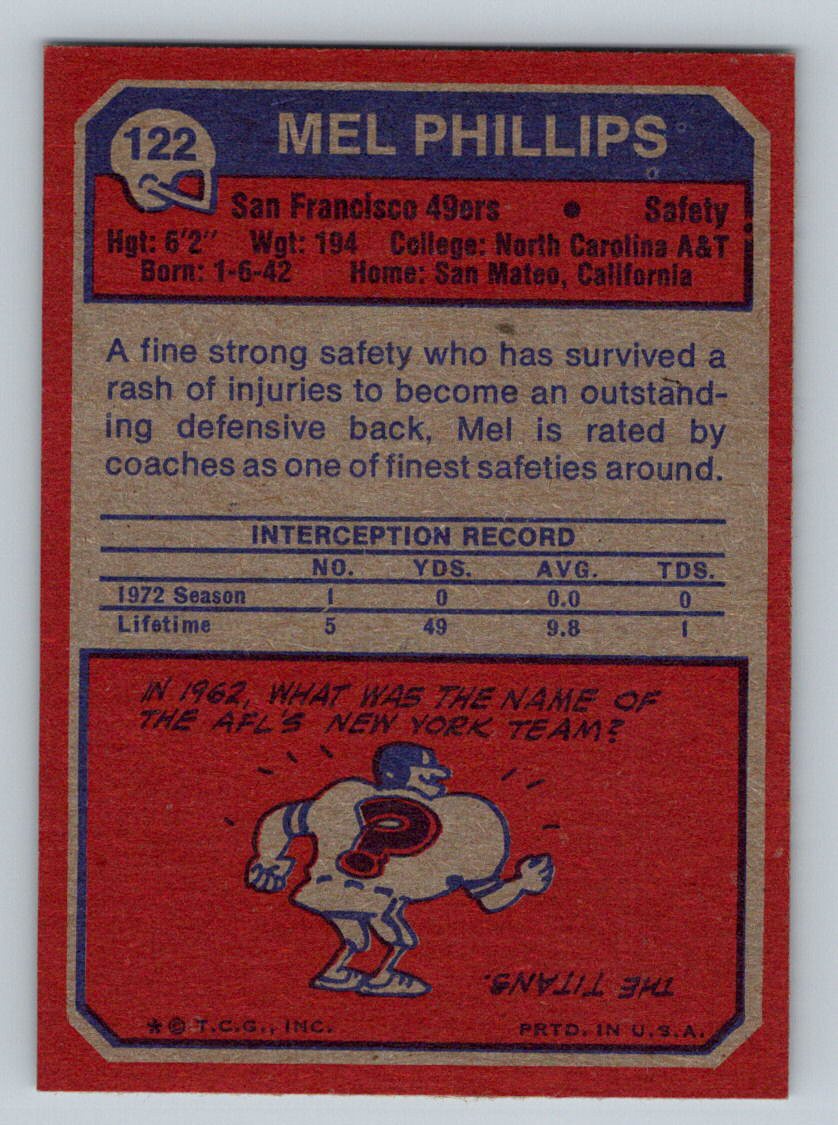 122 MEL PHILLIPS
San Francisco 49ers • Safety
Hgt: 6'2" Wgt: 194 College: North Carolina A&T
Born: 1-6-42 Home: San Mateo, California
A fine strong safety who has survived a
rash of injuries to become an outstand-
ing defensive back, Mel is rated by
coaches as one of finest safeties around.
INTERCEPTION RECORD
NO. YDS. AVG. TDS.
1972 Season 1 0 0.0 0
Lifetime 5 49 9.8 1
IN 1962, WHAT WAS THE NAME OF
THE AFL'S NEW YORK TEAM?
?
THE TITANS.
*© T.C.G., INC. PRTD. IN U.S.A.